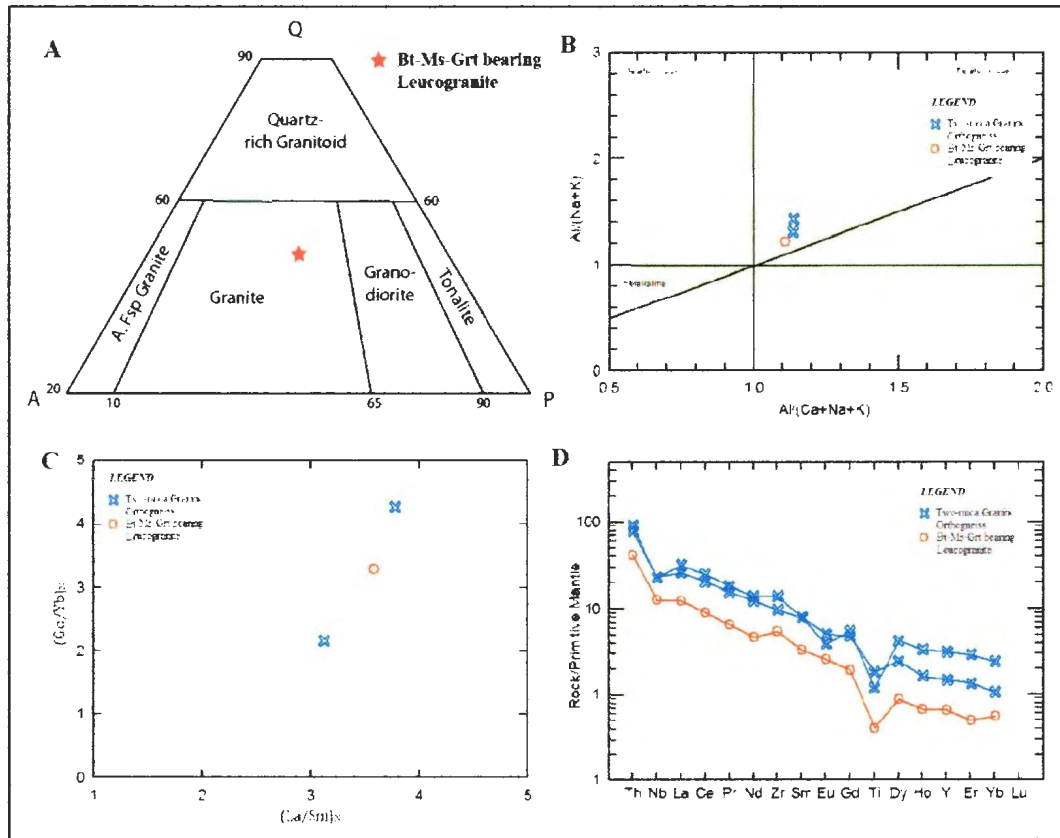 A
Q
90
Bt-Ms-Grt bearing
Leucogranite
Quartz-
rich Granitoid
60
60
A. Fsp Granite
Granite
Grano-
diorite
Tonalite
20
A
10
65
90
P
B
3
2
1
0
Al/(Na+K)
LEGEND
Granite
Orthogneiss
Bt-Ms-Grt bearing
Leucogranite
0.5
1.0
1.5
2.0
Al/(Ca+Na+K)
C
5
4
3
2
1
0
LEGEND
Granite
Orthogneiss
Bt-Ms-Grt bearing
Leucogranite
1
2
3
4
5
D
Rock/Primitive Mantle
100
10
1
1
LEGEND
Two-mica Granite
Orthogneiss
Bt-Ms-Grt bearing
Leucogranite
Th Nb La Ce Pr Nd Zr Sm Eu Gd Ti Dy Ho Y Er Yb Lu